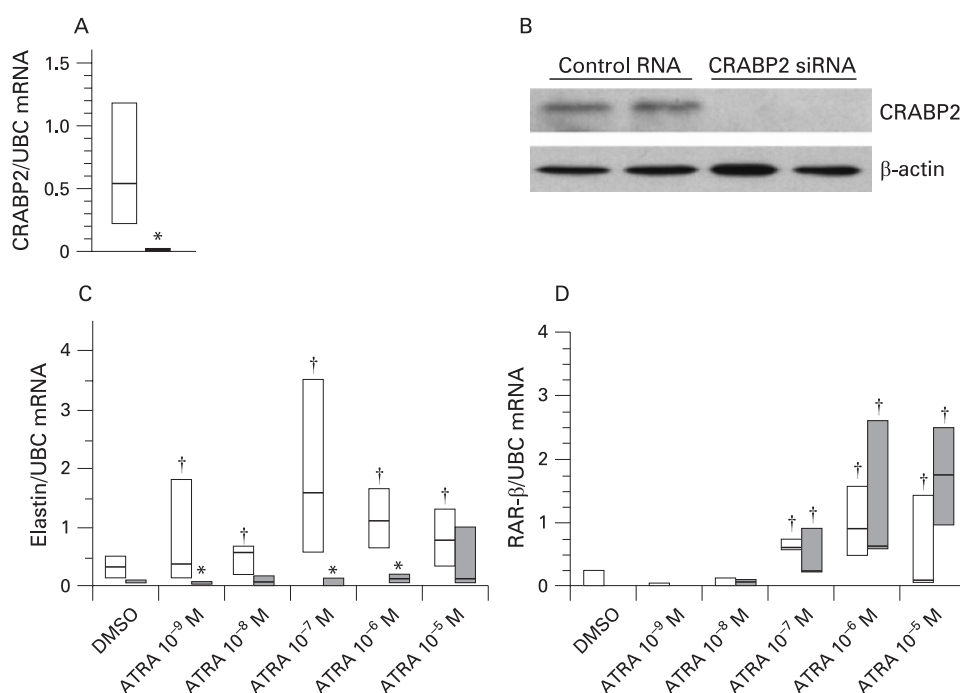 A
CRABP2/UBC mRNA
1.5
1.0
0.5
0
*
B
Control RNA CRABP2 siRNA
CRABP2
β-actin
C
Elastin/UBC mRNA
4
3
2
1
0
† * † † * † * †
DMSO
ATRA 10⁻⁹ M
ATRA 10⁻⁸ M
ATRA 10⁻⁷ M
ATRA 10⁻⁶ M
ATRA 10⁻⁵ M
D
RAR-β/UBC mRNA
4
3
2
1
0
† † † † † †
DMSO
ATRA 10⁻⁹ M
ATRA 10⁻⁸ M
ATRA 10⁻⁷ M
ATRA 10⁻⁶ M
ATRA 10⁻⁵ M